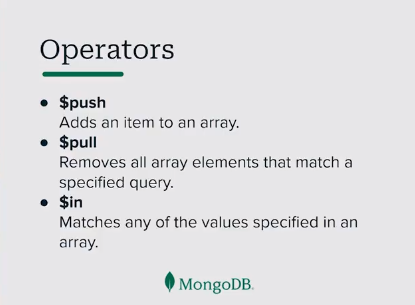 Operators
• $push
Adds an item to an array.
• $pull
Removes all array elements that match a
specified query.
• $in
Matches any of the values specified in an
array.
MongoDB.